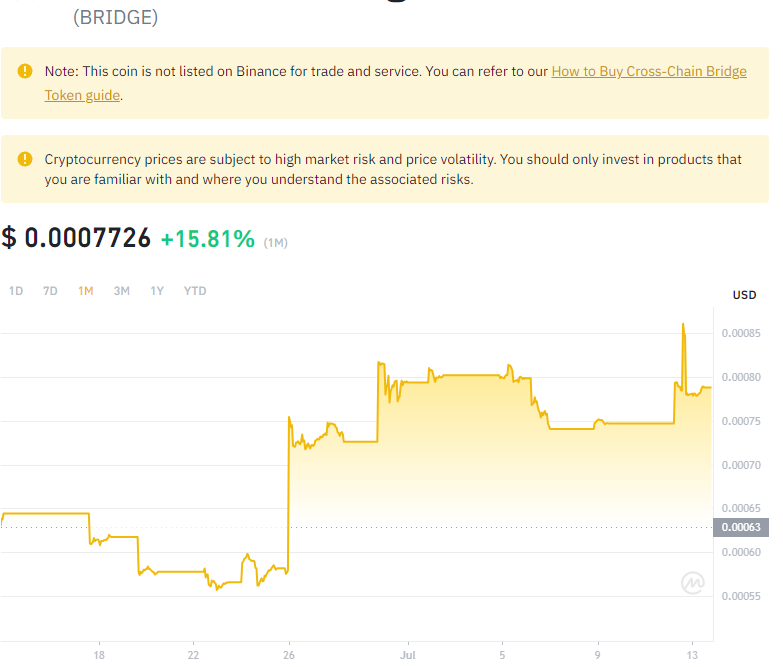 (BRIDGE)
Note: This coin is not listed on Binance for trade and service. You can refer to our How to Buy Cross-Chain Bridge
Token guide.
Cryptocurrency prices are subject to high market risk and price volatility. You should only invest in products that
you are familiar with and where you understand the associated risks.
$ 0.0007726 +15.81% (1M)
1D 7D 1M 3M 1Y YTD
USD
0.00085
0.00080
0.00075
0.00070
0.00065
0.00063
0.00060
0.00055
18 22 26 Jul 5 9 13